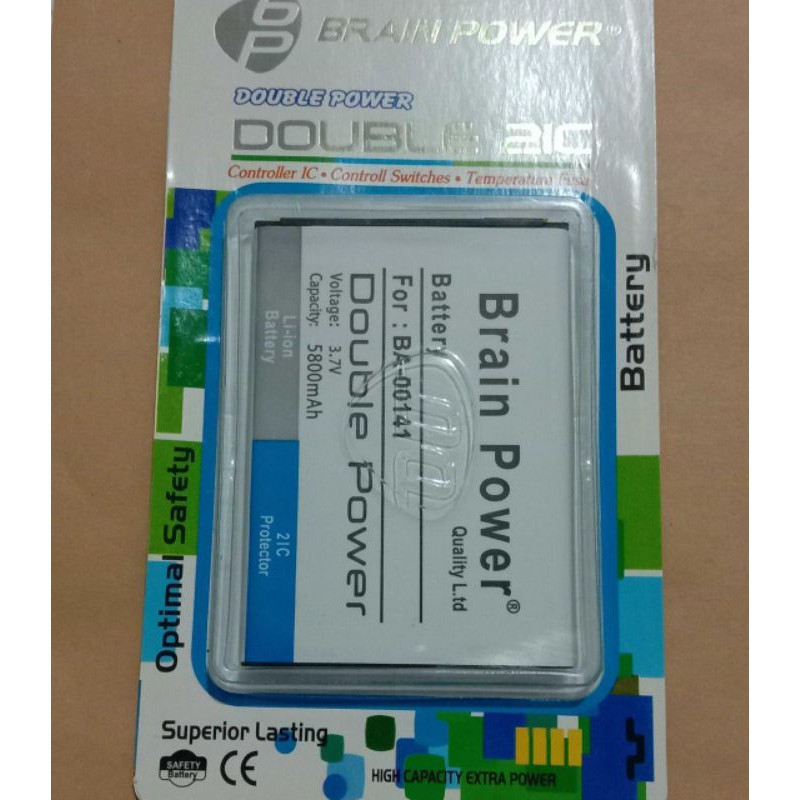 BP
BRAIN POWER®
DOUBLE POWER
DOUBLE 2IC
Controller IC • Controll Switches • Temperature Fuse
Brain Power®
Battery Quality L.td
For : BA-00141
Double Power
Voltage: 3.7V
Capacity: 5800mAh
Li-ion
Battery
2IC
Protector
Battery
Optimal Safety
Superior Lasting
SAFETY
Battery
CE
HIGH CAPACITY EXTRA POWER